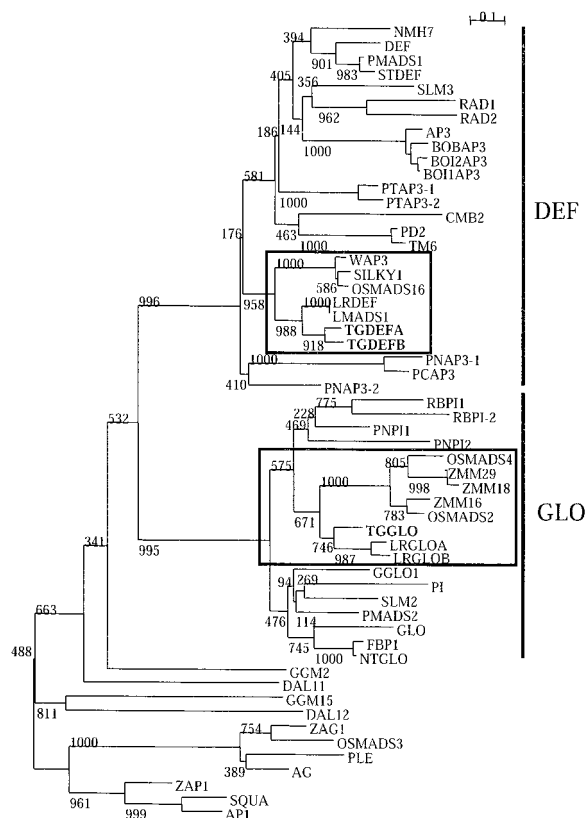 0.1
394
NMH7
DEF
901
PMADS1
983
STDEF
405
356
SLM3
962
RAD1
RAD2
186
144
AP3
1000
BOBAP3
BOI2AP3
BOI1AP3
581
PTAP3-1
1000
PTAP3-2
CMB2
463
PD2
1000
TM6
DEF
176
1000
WAP3
SILKY1
586
OSMADS16
958
1000
LRDEF
LMADS1
988
TGDEFA
918
TGDEFB
996
1000
PNAP3-1
PCAP3
410
PNAP3-2
532
775
RBPI1
228
RBPI-2
469
PNPI1
PNPI2
575
805
OSMADS4
1000
ZMM29
998
ZMM18
ZMM16
783
OSMADS2
671
TGGLO
746
LRGLOA
987
LRGLOB
GLO
995
341
94
269
GGLO1
PI
SLM2
114
PMADS2
476
GLO
745
FBP1
1000
NTGLO
663
488
GGM2
DAL11
GGM15
811
DAL12
754
ZAG1
1000
OSMADS3
PLE
389
AG
ZAP1
961
SQUA
999
AP1